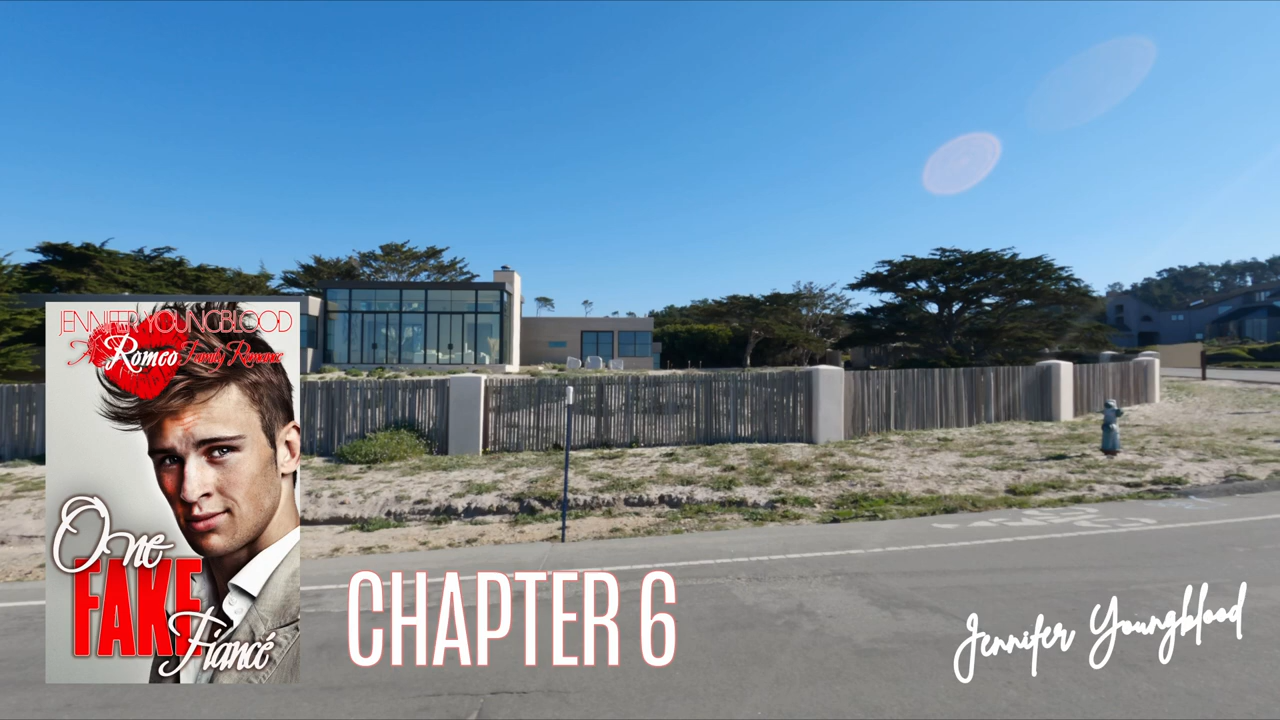 JENNIFER YOUNGBLOOD
A Romeo Family Romance
One
FAKE
Fiancé
CHAPTER 6
Jennifer Youngblood